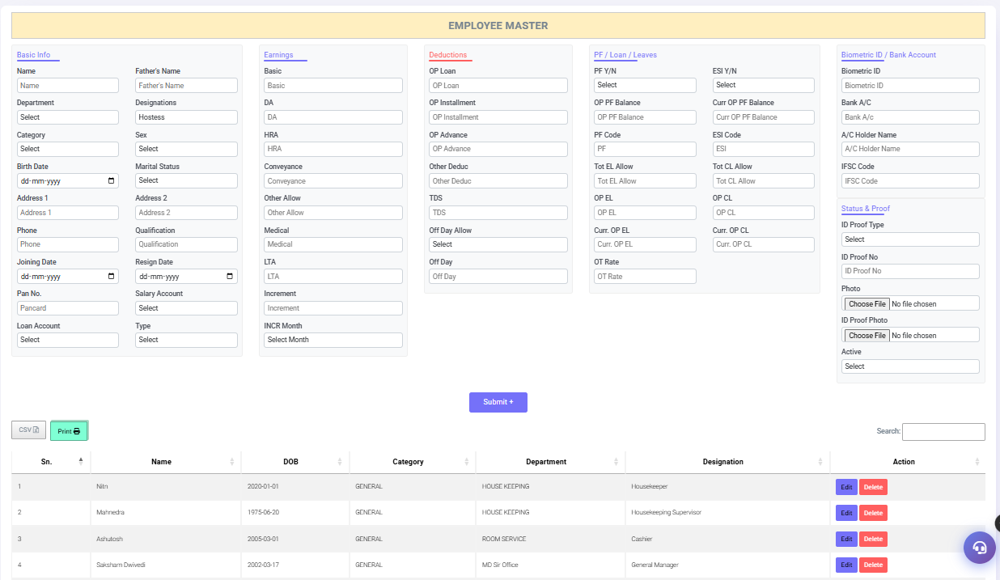 EMPLOYEE MASTER
Basic Info
Name
Father's Name
Name
Father's Name
Department
Designations
Select
Hostess
Category
Sex
Select
Select
Birth Date
Marital Status
dd-mm-yyyy
Select
Address 1
Address 2
Address 1
Address 2
Phone
Qualification
Phone
Qualification
Joining Date
Resign Date
dd-mm-yyyy
dd-mm-yyyy
Pan No.
Salary Account
Pancard
Select
Loan Account
Type
Select
Select
Earnings
Basic
Basic
DA
DA
HRA
HRA
Conveyance
Conveyance
Other Allow
Other Allow
Medical
Medical
LTA
LTA
Increment
Increment
INCR Month
Select Month
Deductions
OP Loan
OP Loan
OP Installment
OP Installment
OP Advance
OP Advance
Other Deduc
Other Deduc
TDS
TDS
Off Day Allow
Select
Off Day
Off Day
PF / Loan / Leaves
PF Y/N
ESI Y/N
Select
Select
OP PF Balance
Curr OP PF Balance
OP PF Balance
Curr OP PF Balance
PF Code
ESI Code
PF
ESI
Tot EL Allow
Tot CL Allow
Tot EL Allow
Tot CL Allow
OP EL
OP CL
OP EL
OP CL
Curr. OP EL
Curr. OP CL
Curr. OP EL
Curr. OP CL
OT Rate
OT Rate
Biometric ID / Bank Account
Biometric ID
Biometric ID
Bank A/C
Bank A/c
A/C Holder Name
A/C Holder Name
IFSC Code
IFSC Code
Status & Proof
ID Proof Type
Select
ID Proof No
ID Proof No
Photo
Choose File No file chosen
ID Proof Photo
Choose File No file chosen
Active
Select
Submit +
CSV
Print
Search:
Sn. Name DOB Category Department Designation Action
1 Nitn 2020-01-01 GENERAL HOUSE KEEPING Housekeeper Edit Delete
2 Mahnedra 1975-06-20 GENERAL HOUSE KEEPING Housekeeping Supervisor Edit Delete
3 Ashutosh 2005-03-01 GENERAL ROOM SERVICE Cashier Edit Delete
4 Saksham Dwivedi 2002-03-17 GENERAL MD Sir Office General Manager Edit Delete